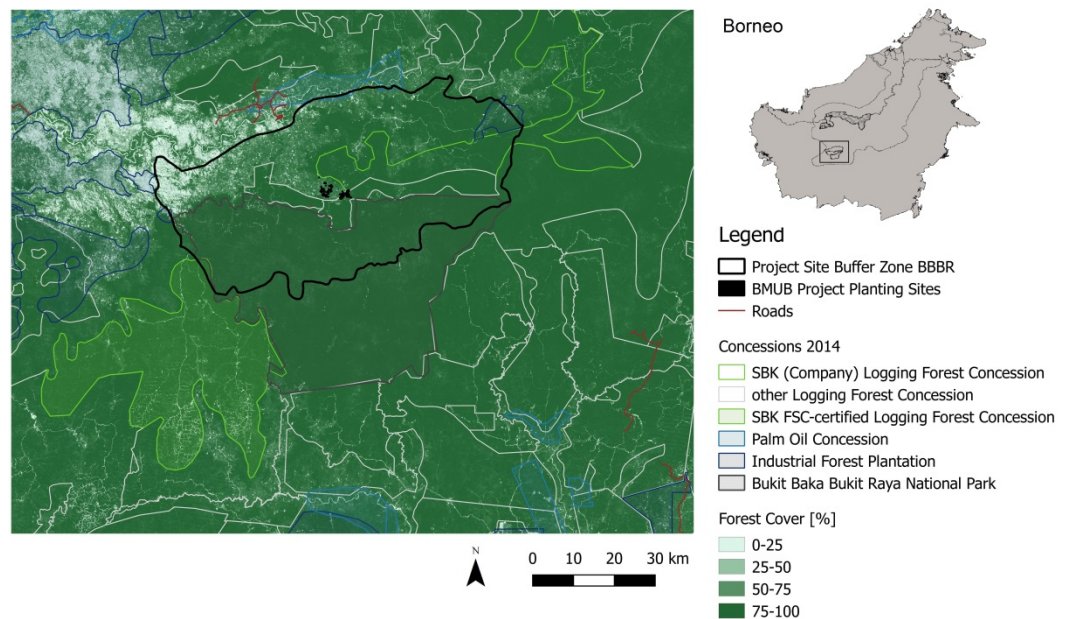 Borneo
Legend
Project Site Buffer Zone BBBR
BMUB Project Planting Sites
Roads
Concessions 2014
SBK (Company) Logging Forest Concession
other Logging Forest Concession
SBK FSC-certified Logging Forest Concession
Palm Oil Concession
Industrial Forest Plantation
Bukit Baka Bukit Raya National Park
Forest Cover [%]
0-25
25-50
50-75
75-100
N
0 10 20 30 km